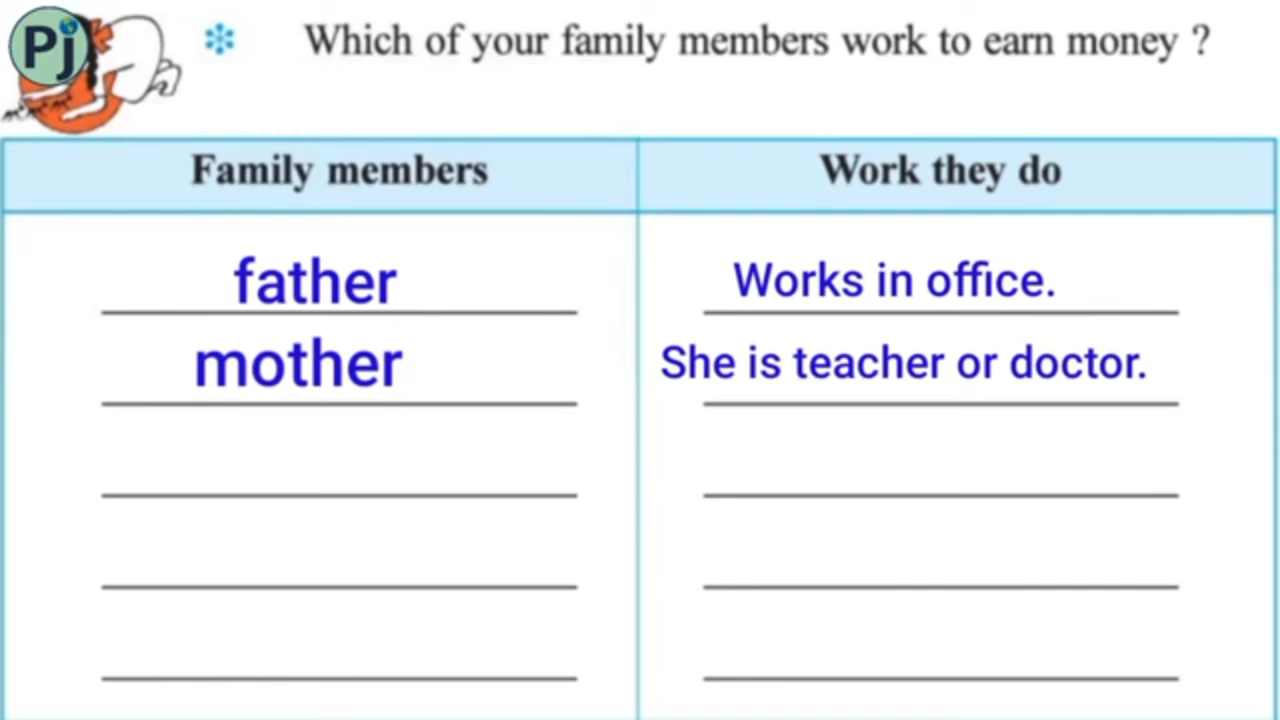 Pj
Which of your family members work to earn money ?
Family members Work they do
father Works in office.
mother She is teacher or doctor.